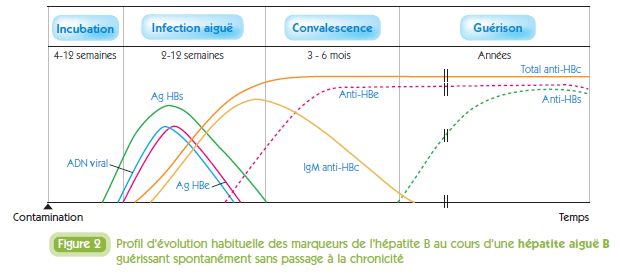 Incubation Infection aiguë Convalescence Guérison
4-12 semaines 2-12 semaines 3 - 6 mois Années
Total anti-HBc
Ag HBs Anti-HBe Anti-HBs
ADN viral IgM anti-HBc
Ag HBe
Contamination Temps
Figure 2 Profil d'évolution habituelle des marqueurs de l'hépatite B au cours d'une hépatite aiguë B
guérissant spontanément sans passage à la chronicité